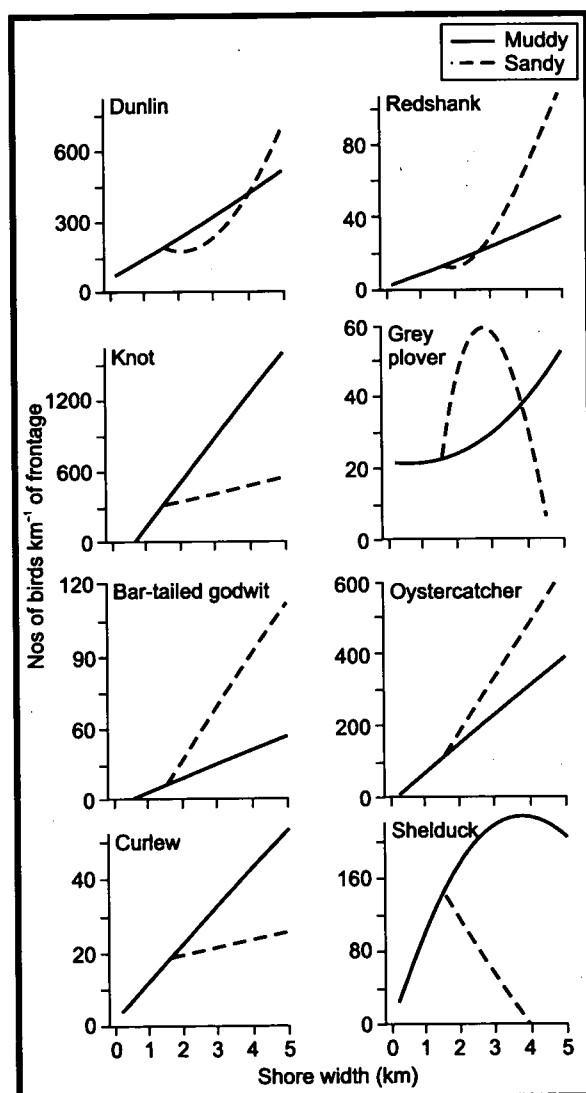 Muddy
Sandy
Dunlin
600
300
0
Redshank
80
40
0
Knot
1200
600
0
Grey
plover
60
40
20
0
Bar-tailed godwit
120
90
60
0
Oystercatcher
600
400
200
0
Curlew
40
20
0
Shelduck
160
80
0
0 1 2 3 4 5
0 1 2 3 4 5
Shore width (km)
Nos of birds km⁻¹ of frontage